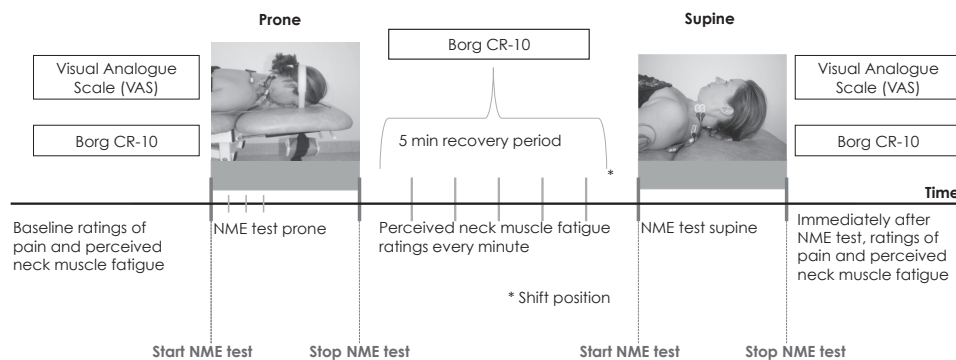 Prone
Supine
Visual Analogue
Scale (VAS)
Borg CR-10
Borg CR-10
5 min recovery period
*
Visual Analogue
Scale (VAS)
Borg CR-10
Time
Baseline ratings of
pain and perceived
neck muscle fatigue
NME test prone
Perceived neck muscle fatigue
ratings every minute
NME test supine
Immediately after
NME test, ratings of
pain and perceived
neck muscle fatigue
* Shift position
Start NME test
Stop NME test
Start NME test
Stop NME test